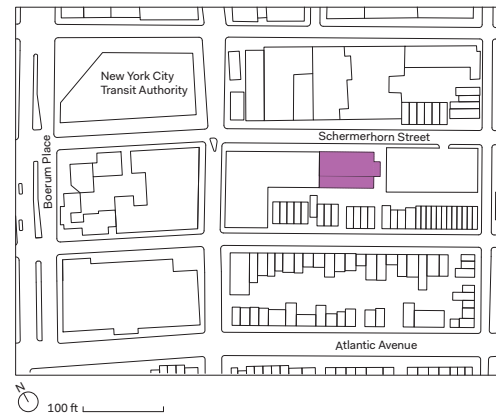 New York City
Transit Authority
Schermerhorn Street
Boerum Place
Atlantic Avenue
N
100 ft